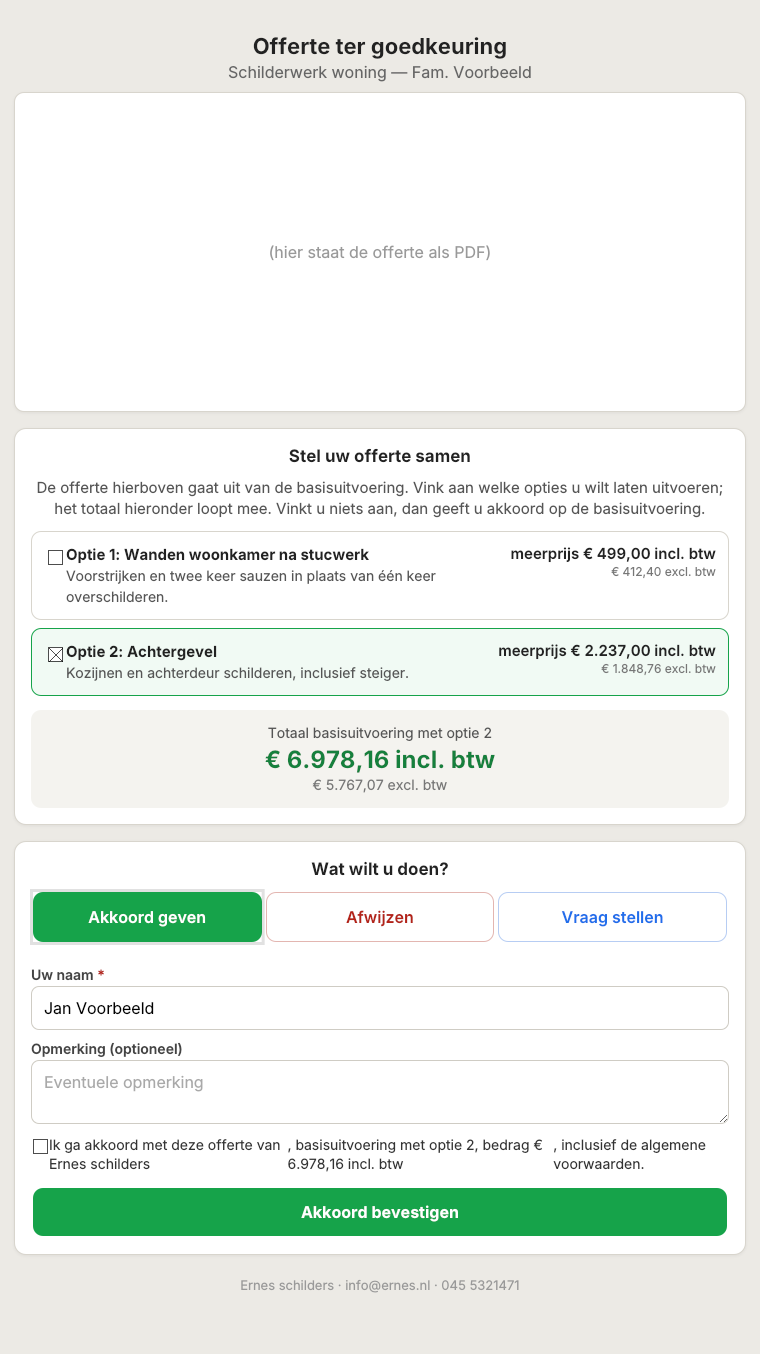 Offerte ter goedkeuring
Schilderwerk woning — Fam. Voorbeeld
(hier staat de offerte als PDF)
Stel uw offerte samen
De offerte hierboven gaat uit van de basisuitvoering. Vink aan welke opties u wilt laten uitvoeren;
het totaal hieronder loopt mee. Vinkt u niets aan, dan geeft u akkoord op de basisuitvoering.
Optie 1: Wanden woonkamer na stucwerk
Voorstrijken en twee keer sauzen in plaats van één keer
overschilderen.
meerprijs € 499,00 incl. btw
€ 412,40 excl. btw
Optie 2: Achtergevel
Kozijnen en achterdeur schilderen, inclusief steiger.
meerprijs € 2.237,00 incl. btw
€ 1.848,76 excl. btw
Totaal basisuitvoering met optie 2
€ 6.978,16 incl. btw
€ 5.767,07 excl. btw
Wat wilt u doen?
Akkoord geven
Afwijzen
Vraag stellen
Uw naam *
Jan Voorbeeld
Opmerking (optioneel)
Eventuele opmerking
Ik ga akkoord met deze offerte van
Ernes schilders
, basisuitvoering met optie 2, bedrag €
6.978,16 incl. btw
, inclusief de algemene
voorwaarden.
Akkoord bevestigen
Ernes schilders · info@ernes.nl · 045 5321471